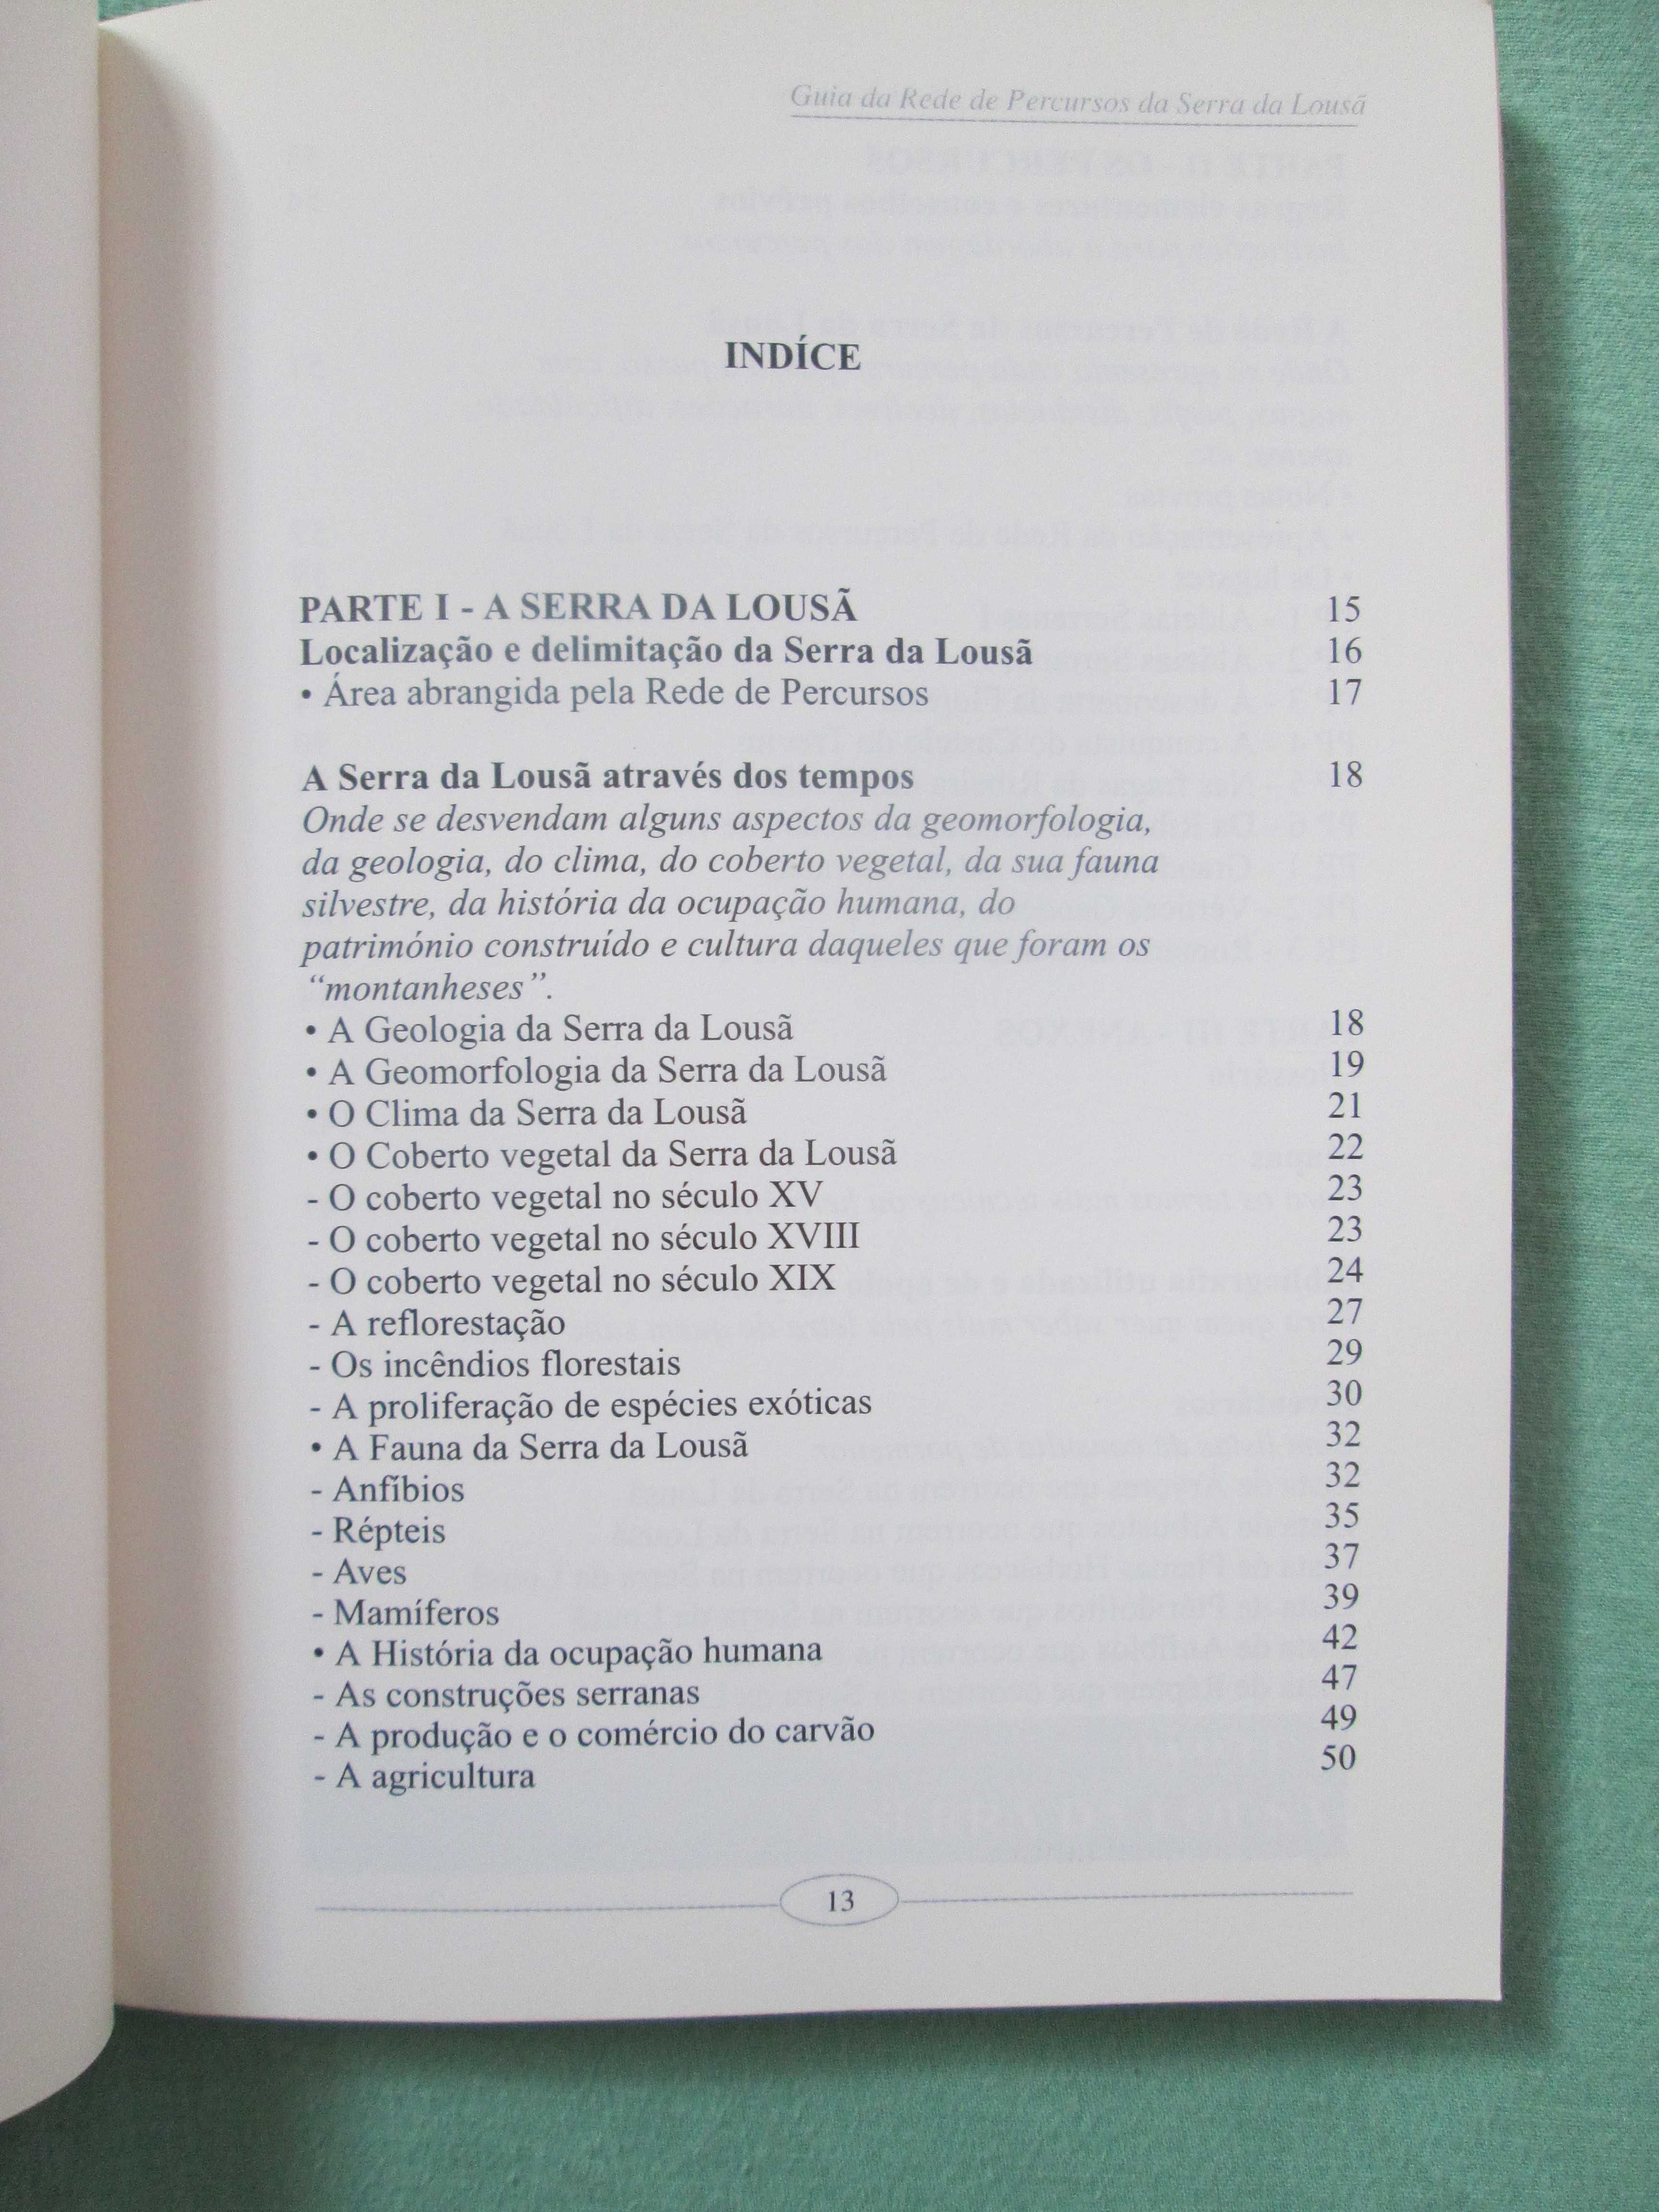 Guia da Rede de Percursos da Serra da Lousã
INDÍCE
PARTE I - A SERRA DA LOUSÃ 15
Localização e delimitação da Serra da Lousã 16
• Área abrangida pela Rede de Percursos 17
A Serra da Lousã através dos tempos 18
Onde se desvendam alguns aspectos da geomorfologia,
da geologia, do clima, do coberto vegetal, da sua fauna
silvestre, da história da ocupação humana, do
património construído e cultura daqueles que foram os
“montanheses”.
• A Geologia da Serra da Lousã 18
• A Geomorfologia da Serra da Lousã 19
• O Clima da Serra da Lousã 21
• O Coberto vegetal da Serra da Lousã 22
- O coberto vegetal no século XV 23
- O coberto vegetal no século XVIII 23
- O coberto vegetal no século XIX 24
- A reflorestação 27
- Os incêndios florestais 29
- A proliferação de espécies exóticas 30
• A Fauna da Serra da Lousã 32
- Anfíbios 32
- Répteis 35
- Aves 37
- Mamíferos 39
• A História da ocupação humana 42
- As construções serranas 47
- A produção e o comércio do carvão 49
- A agricultura 50
13